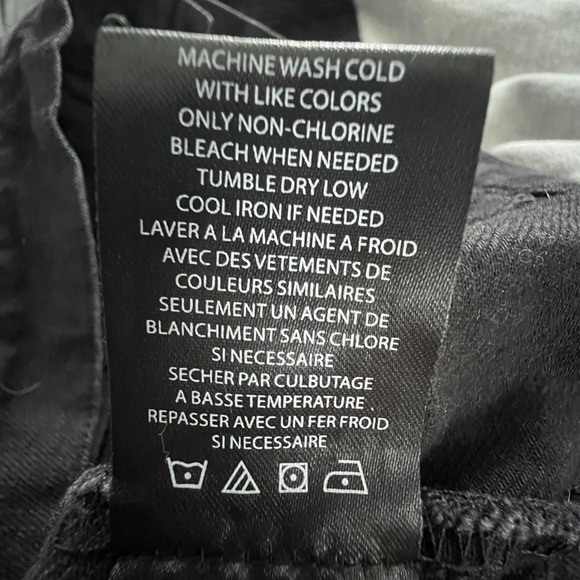 MACHINE WASH COLD
WITH LIKE COLORS
ONLY NON-CHLORINE
BLEACH WHEN NEEDED
TUMBLE DRY LOW
COOL IRON IF NEEDED
LAVER A LA MACHINE A FROID
AVEC DES VETEMENTS DE
COULEURS SIMILAIRES
SEULEMENT UN AGENT DE
BLANCHIMENT SANS CHLORE
SI NECESSAIRE
SECHER PAR CULBUTAGE
A BASSE TEMPERATURE
REPASSER AVEC UN FER FROID
SI NECESSAIRE